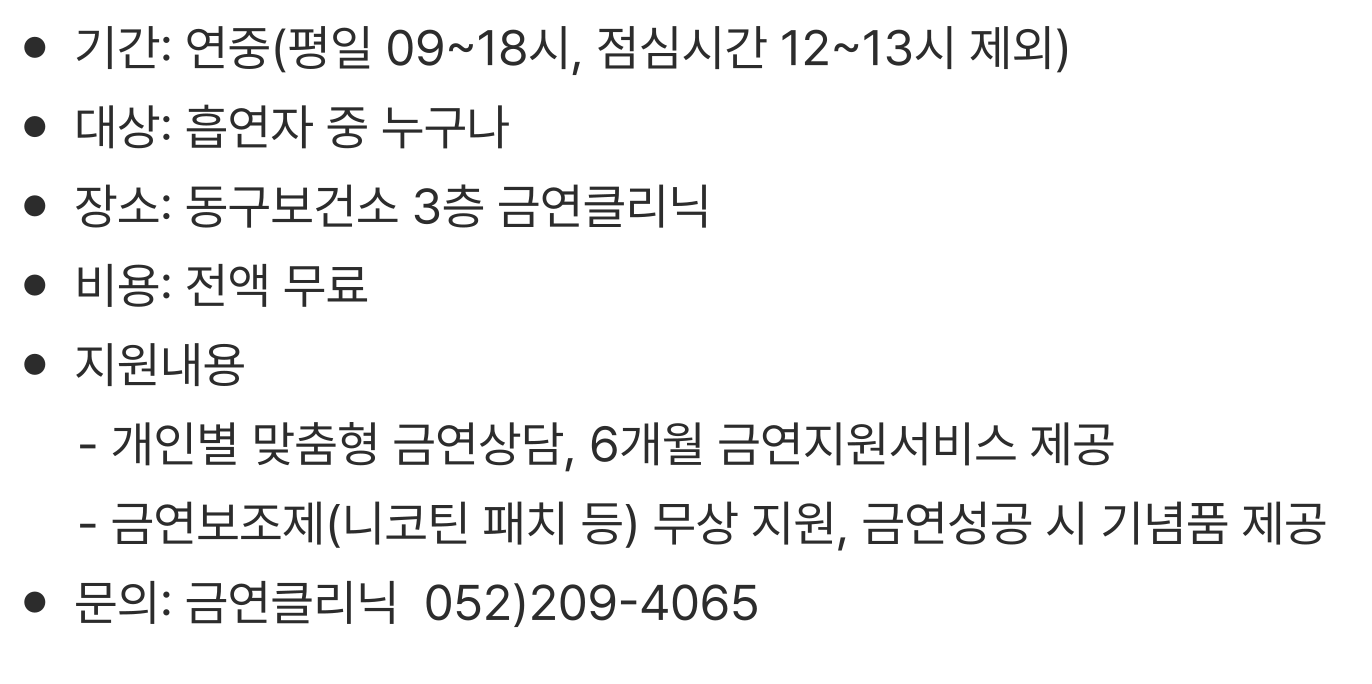 ● 기간: 연중(평일 09~18시, 점심시간 12~13시 제외)
● 대상: 흡연자 중 누구나
● 장소: 동구보건소 3층 금연클리닉
● 비용: 전액 무료
● 지원내용
- 개인별 맞춤형 금연상담, 6개월 금연지원서비스 제공
- 금연보조제(니코틴 패치 등) 무상 지원, 금연성공 시 기념품 제공
● 문의: 금연클리닉  052)209-4065